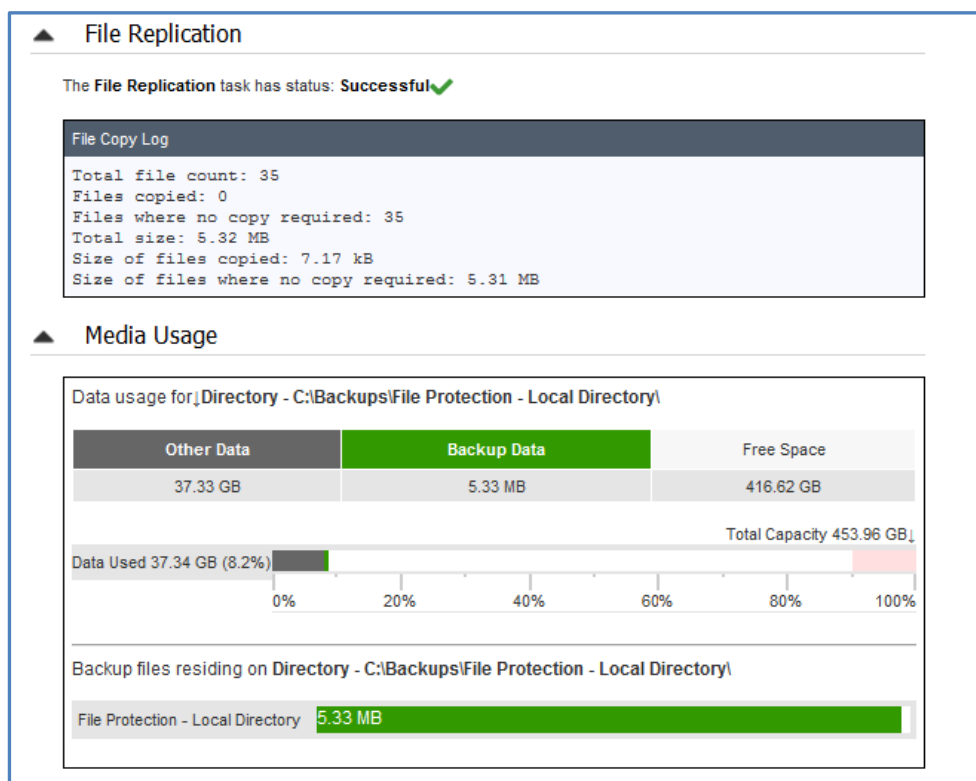 File Replication
The File Replication task has status: Successful
File Copy Log
Total file count: 35
Files copied: 0
Files where no copy required: 35
Total size: 5.32 MB
Size of files copied: 7.17 kB
Size of files where no copy required: 5.31 MB
Media Usage
Data usage for↓Directory - C:\Backups\File Protection - Local Directory\
Other Data Backup Data Free Space
37.33 GB 5.33 MB 416.62 GB
Total Capacity 453.96 GB↓
Data Used 37.34 GB (8.2%)
0% 20% 40% 60% 80% 100%
Backup files residing on Directory - C:\Backups\File Protection - Local Directory\
File Protection - Local Directory 5.33 MB